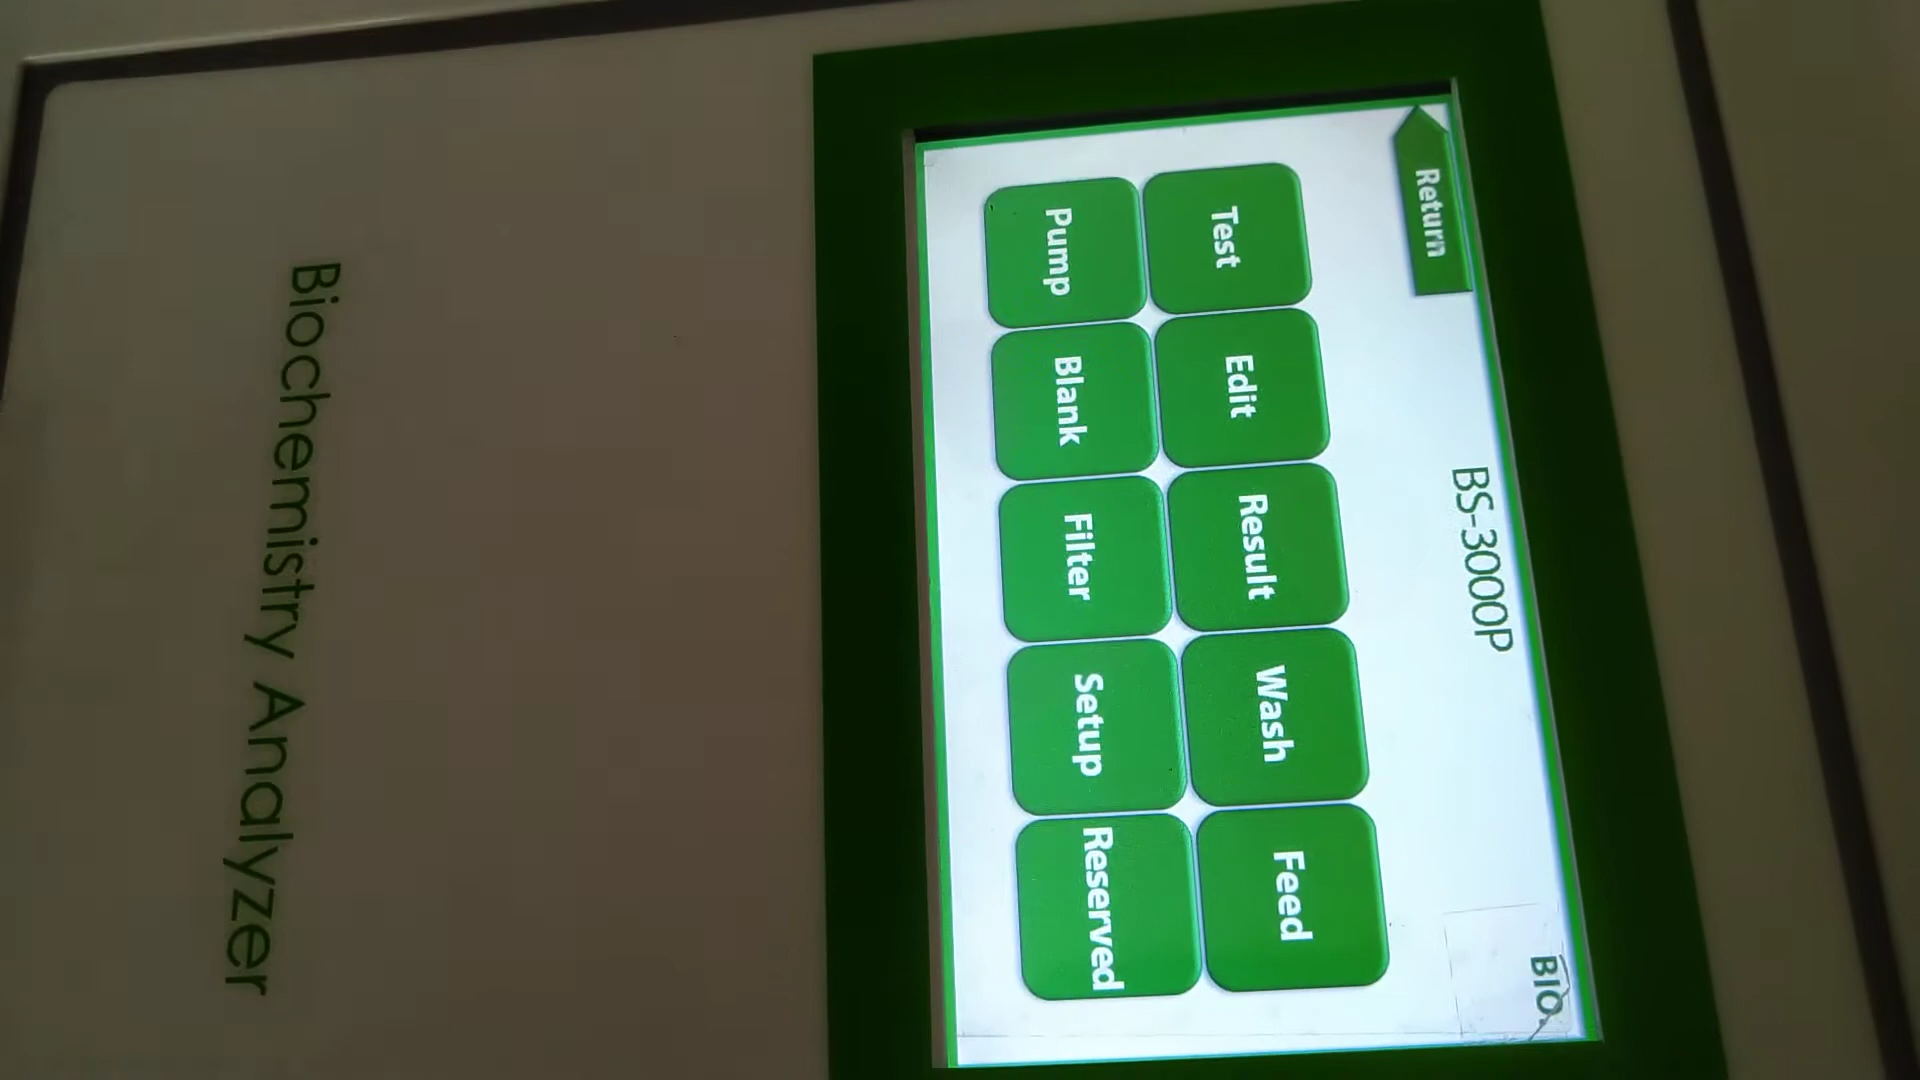 Return
BS-3000P
BIO
Test
Edit
Result
Wash
Feed
Pump
Blank
Filter
Setup
Reserved
Biochemistry Analyzer